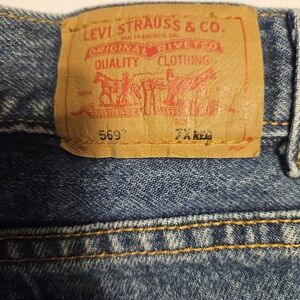 LEVI STRAUSS & CO.
SAN FRANCISCO, CAL.
ORIGINAL RIVETED
QUALITY CLOTHING
569 7X REG